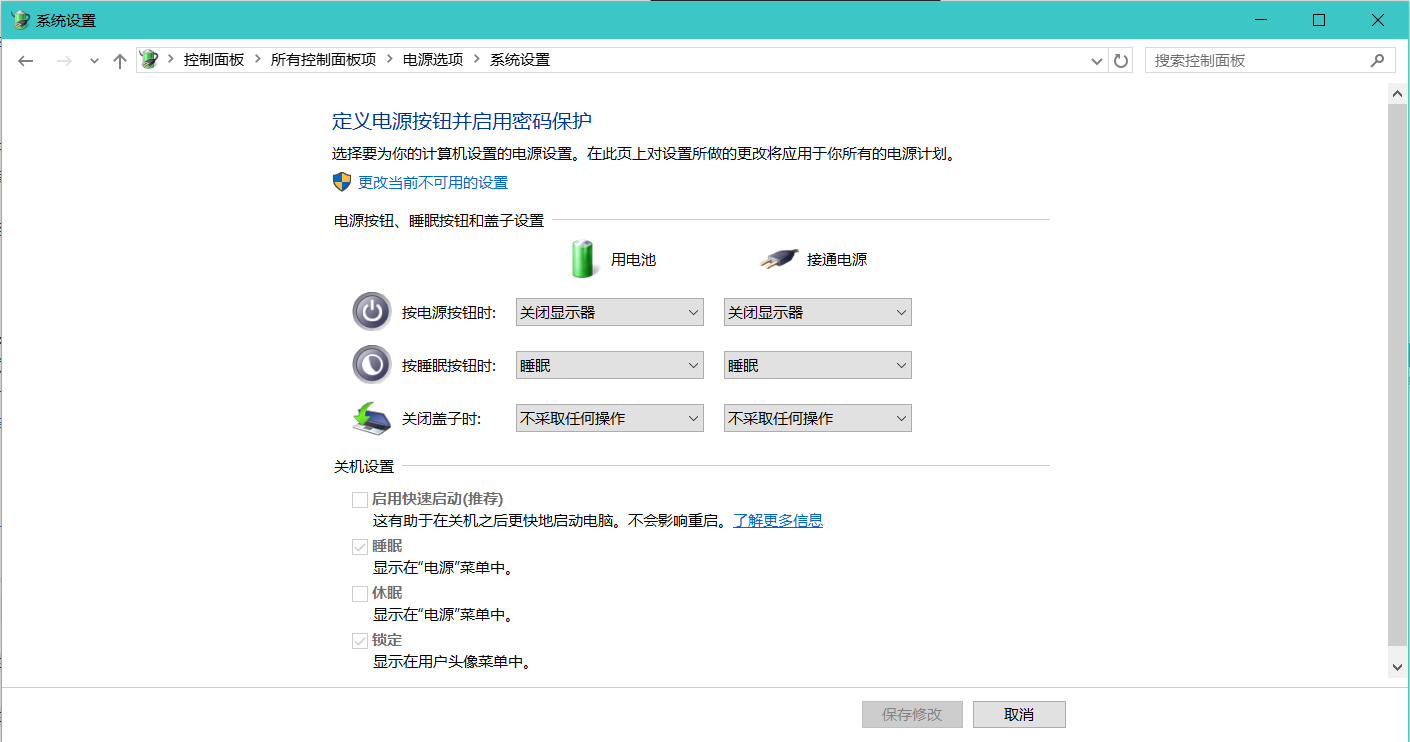 系统设置
控制面板 > 所有控制面板项 > 电源选项 > 系统设置
搜索控制面板
定义电源按钮并启用密码保护
选择要为你的计算机设置的电源设置。在此页上对设置所做的更改将应用于你所有的电源计划。
更改当前不可用的设置
电源按钮、睡眠按钮和盖子设置
用电池 接通电源
按电源按钮时: 关闭显示器 关闭显示器
按睡眠按钮时: 睡眠 睡眠
关闭盖子时: 不采取任何操作 不采取任何操作
关机设置
启用快速启动(推荐)
这有助于在关机之后更快地启动电脑。不会影响重启。了解更多信息
睡眠
显示在“电源”菜单中。
休眠
显示在“电源”菜单中。
锁定
显示在用户头像菜单中。
保存修改 取消